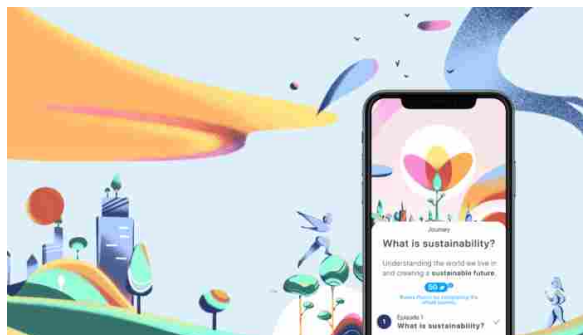 Journey
What is sustainability?
Understanding the world we live in
and creating a sustainable future.
50
1
Episode 1
What is sustainability?